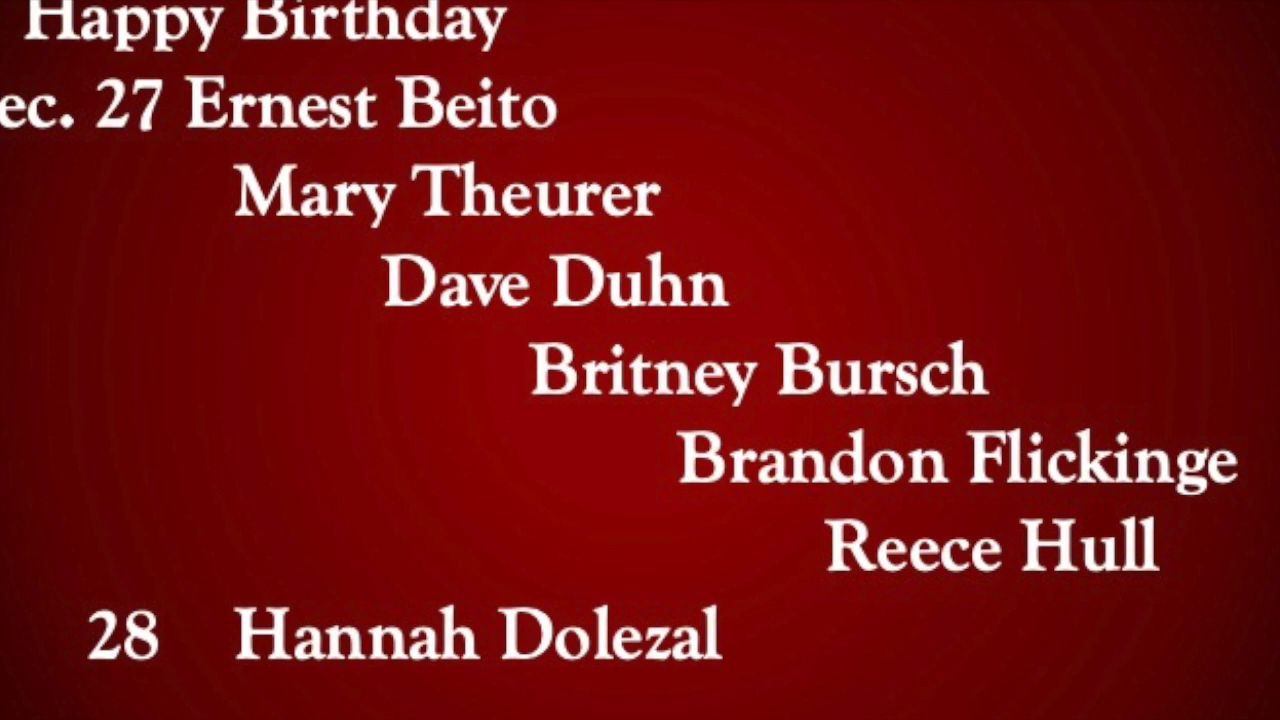 Happy Birthday
ec. 27 Ernest Beito
Mary Theurer
Dave Duhn
Britney Bursch
Brandon Flickinge
Reece Hull
28 Hannah Dolezal